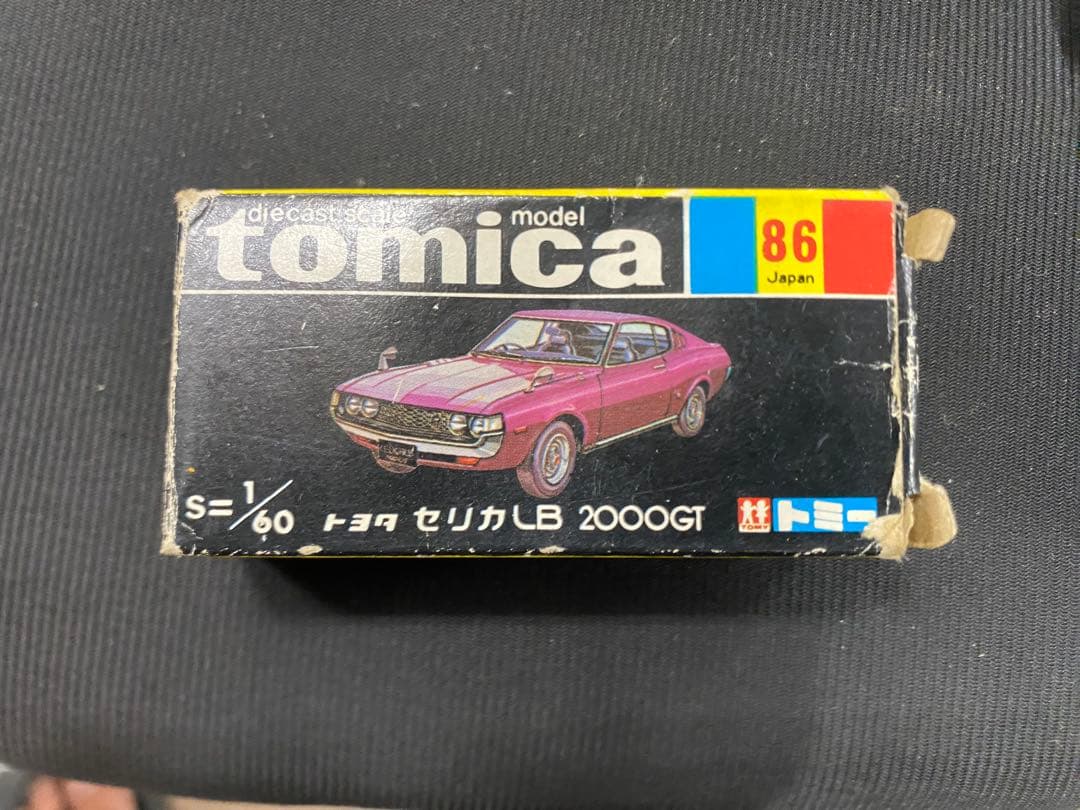 diecast scale model
tomica
86
Japan
S=1/60 トヨタ セリカLB 2000GT
TOMY トミー